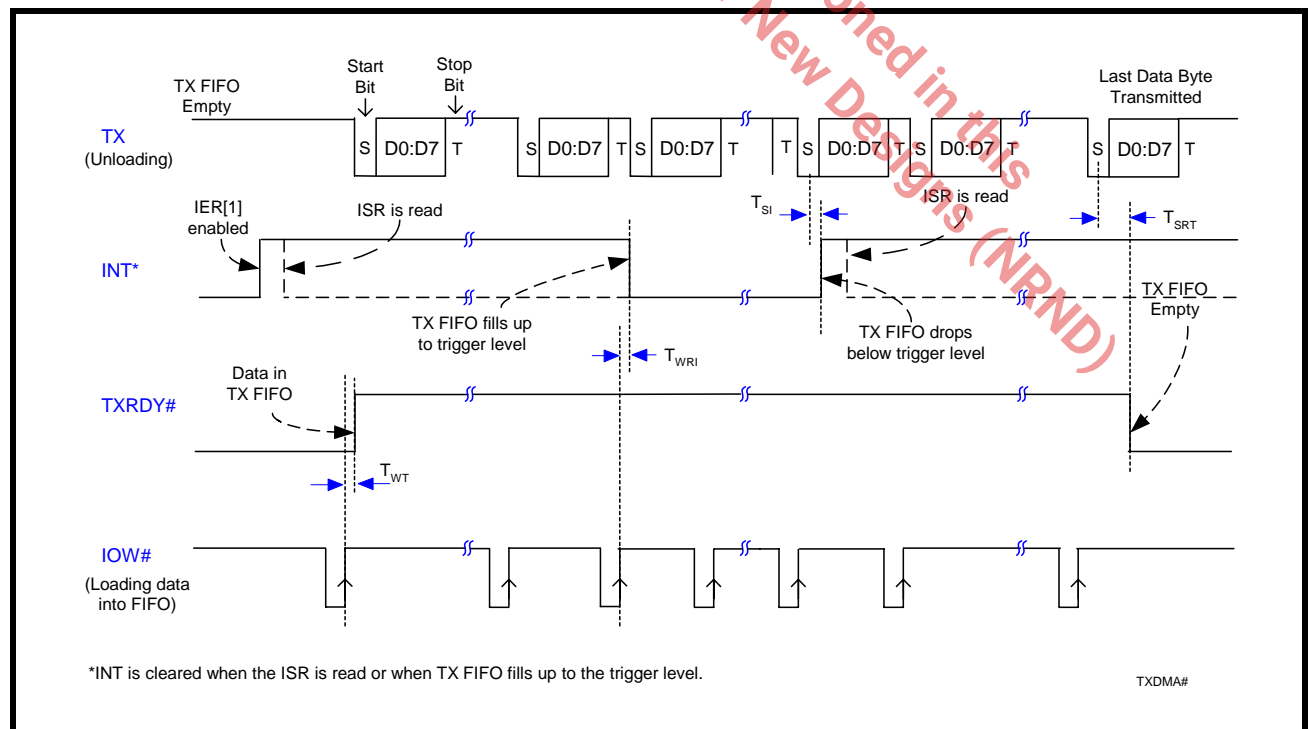 oned in this
New Designs (NRND)
TX FIFO
Empty
Start
Bit
Stop
Bit
Last Data Byte
Transmitted
TX
(Unloading)
S D0:D7 T S D0:D7 T S D0:D7 T T S D0:D7 T S D0:D7 T S D0:D7 T
IER[1]
enabled
ISR is read
TSI
ISR is read
TSRT
INT*
TX FIFO fills up
to trigger level
TX FIFO drops
below trigger level
TX FIFO
Empty
TWRI
Data in
TX FIFO
TXRDY#
TWT
IOW#
(Loading data
into FIFO)
*INT is cleared when the ISR is read or when TX FIFO fills up to the trigger level.
TXDMA#